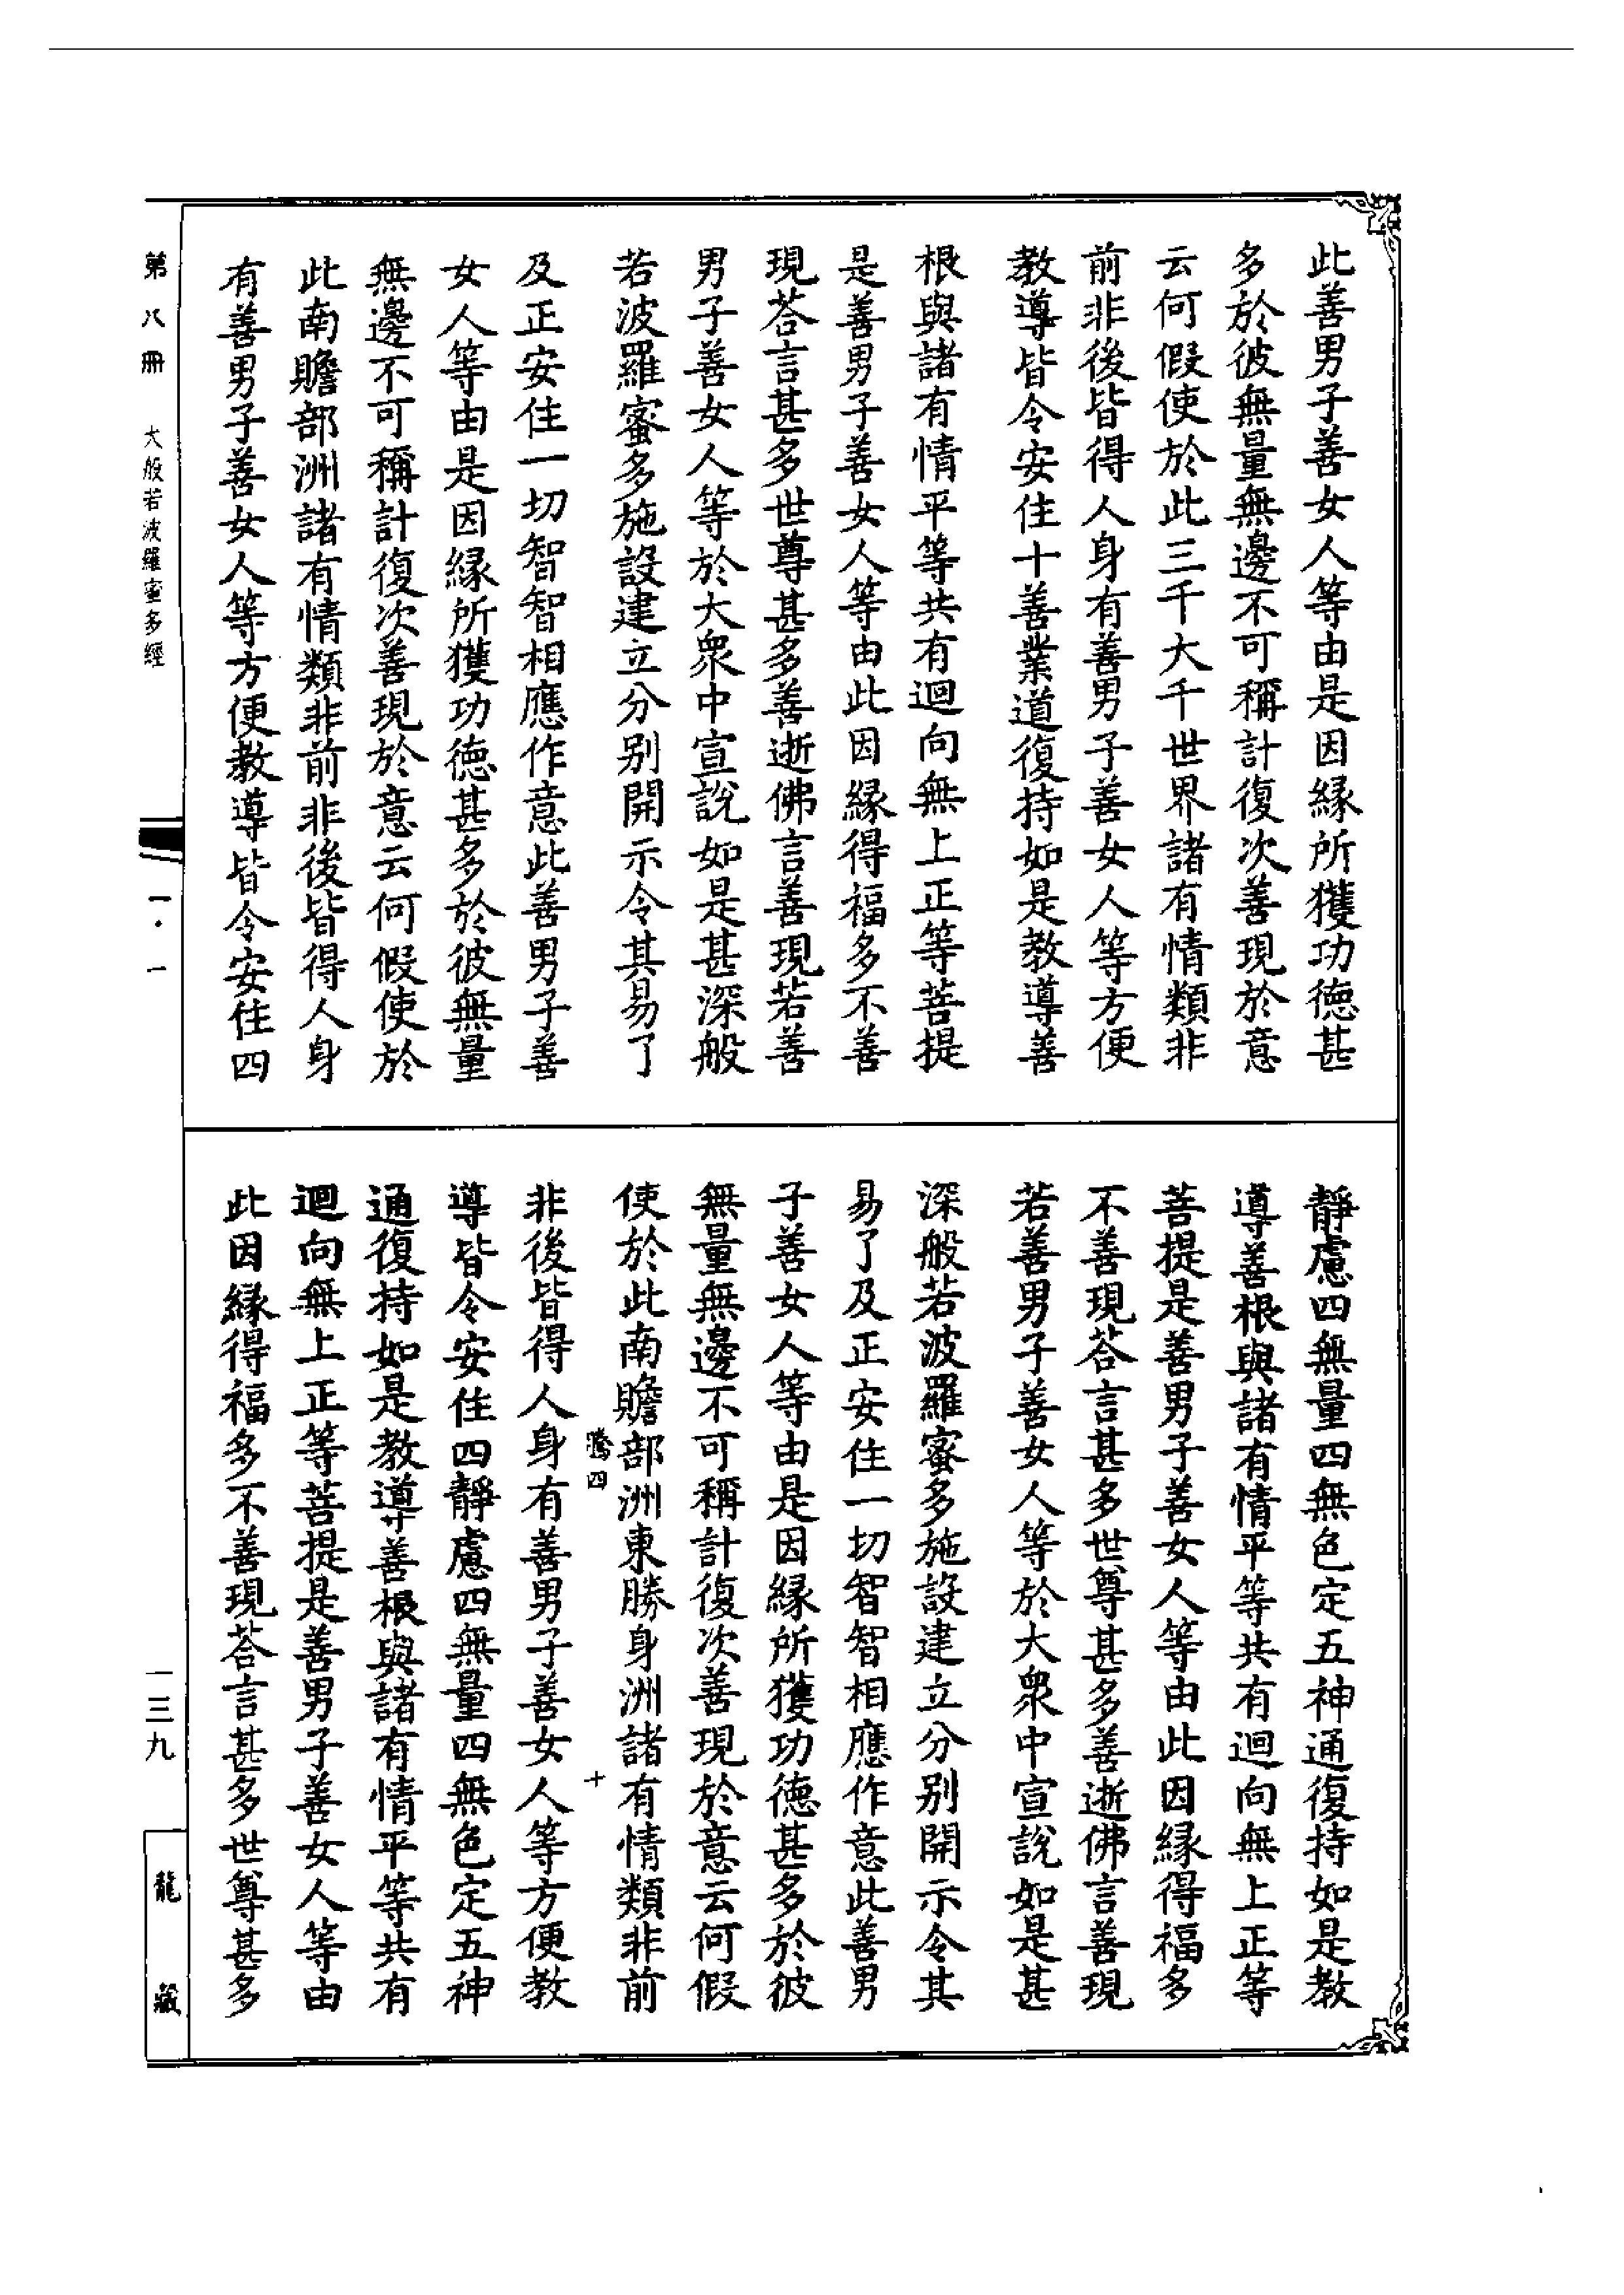 此善男子善女人等由是因緣所獲功德甚
多於彼無量無邊不可稱計復次善現於意
云何假使於此三千大千世界諸有情類非
前非後皆得人身有善男子善女人等方便
教導皆令安住十善業道復持如是教導善
根與諸有情平等共有迴向無上正等菩提
是善男子善女人等由此因緣得福多不善
現荅言甚多世尊甚多善逝佛言善現若善
男子善女人等於大衆中宣說如是甚深般
若波羅蜜多施設建立分別開示令其易了
及正安住一切智智相應作意此善男子善
女人等由是因緣所獲功德甚多於彼無量
無邊不可稱計復次善現於意云何假使於
此南贍部洲諸有情類非前非後皆得人身
有善男子善女人等方便教導皆令安住四
靜慮四無量四無色定五神通復持如是教
導善根與諸有情平等共有迴向無上正等
菩提是善男子善女人等由此因緣得福多
不善現荅言甚多世尊甚多善逝佛言善現
若善男子善女人等於大衆中宣說如是甚
深般若波羅蜜多施設建立分別開示令其
易了及正安住一切智智相應作意此善男
子善女人等由是因緣所獲功德甚多於彼
無量無邊不可稱計復次善現於意云何假
使於此南贍部洲東勝身洲諸有情類非前
騰四 十
非後皆得人身有善男子善女人等方便教
導皆令安住四靜慮四無量四無色定五神
通復持如是教導善根與諸有情平等共有
迴向無上正等菩提是善男子善女人等由
此因緣得福多不善現荅言甚多世尊甚多
第八冊 大般若波羅蜜多經 一·一 一三九 龍藏